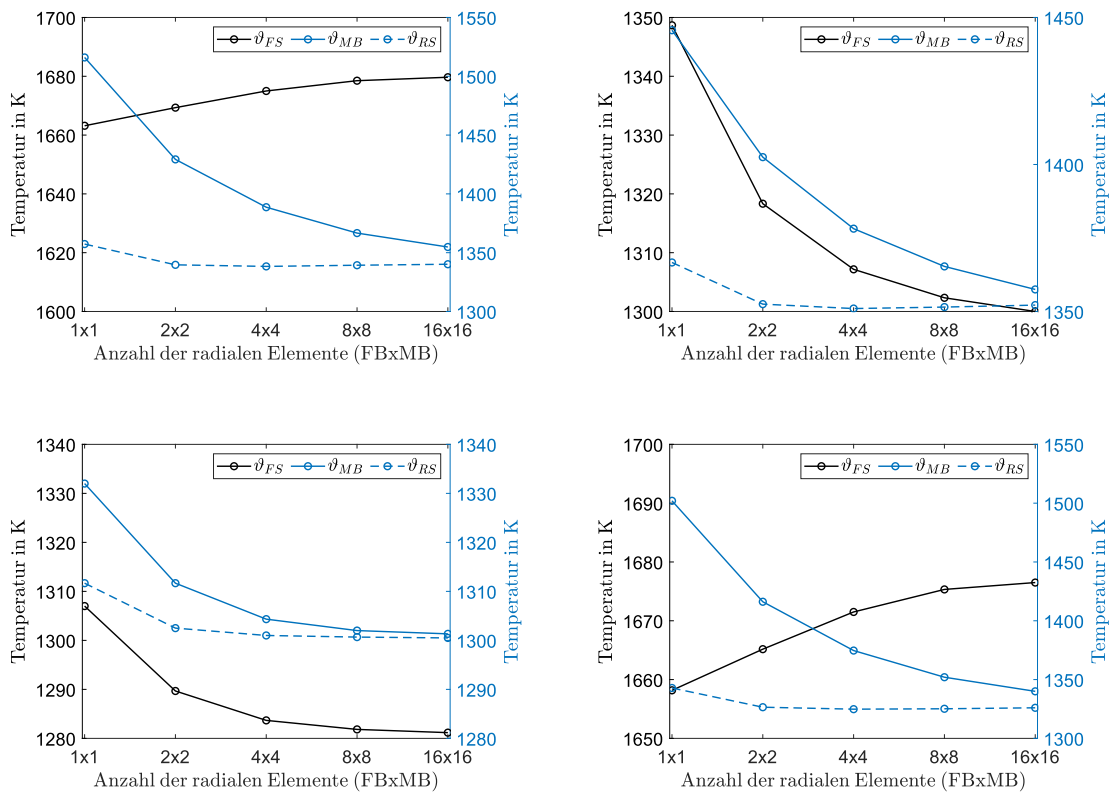 1700
1680
1660
1640
1620
1600
Temperatur in K
ϑFS ϑMB ϑRS
1550
1500
1450
1400
1350
1300
Temperatur in K
1x1 2x2 4x4 8x8 16x16
Anzahl der radialen Elemente (FBxMB)
1350
1340
1330
1320
1310
1300
Temperatur in K
ϑFS ϑMB ϑRS
1450
1400
1350
Temperatur in K
1x1 2x2 4x4 8x8 16x16
Anzahl der radialen Elemente (FBxMB)
1340
1330
1320
1310
1300
1290
1280
Temperatur in K
ϑFS ϑMB ϑRS
1340
1330
1320
1310
1300
1290
1280
Temperatur in K
1x1 2x2 4x4 8x8 16x16
Anzahl der radialen Elemente (FBxMB)
1700
1690
1680
1670
1660
1650
Temperatur in K
ϑFS ϑMB ϑRS
1550
1500
1450
1400
1350
1300
Temperatur in K
1x1 2x2 4x4 8x8 16x16
Anzahl der radialen Elemente (FBxMB)